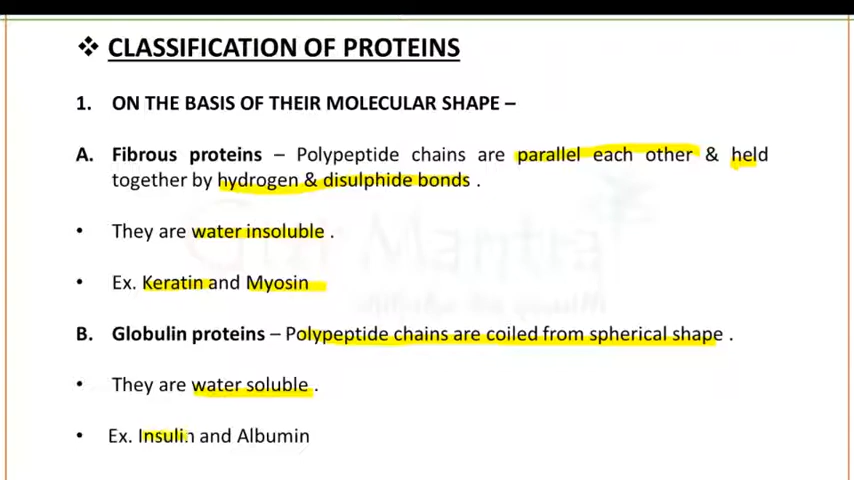 ❖ CLASSIFICATION OF PROTEINS
1. ON THE BASIS OF THEIR MOLECULAR SHAPE –
A. Fibrous proteins – Polypeptide chains are parallel each other & held
together by hydrogen & disulphide bonds .
• They are water insoluble .
• Ex. Keratin and Myosin
B. Globulin proteins – Polypeptide chains are coiled from spherical shape .
• They are water soluble .
• Ex. Insulin and Albumin